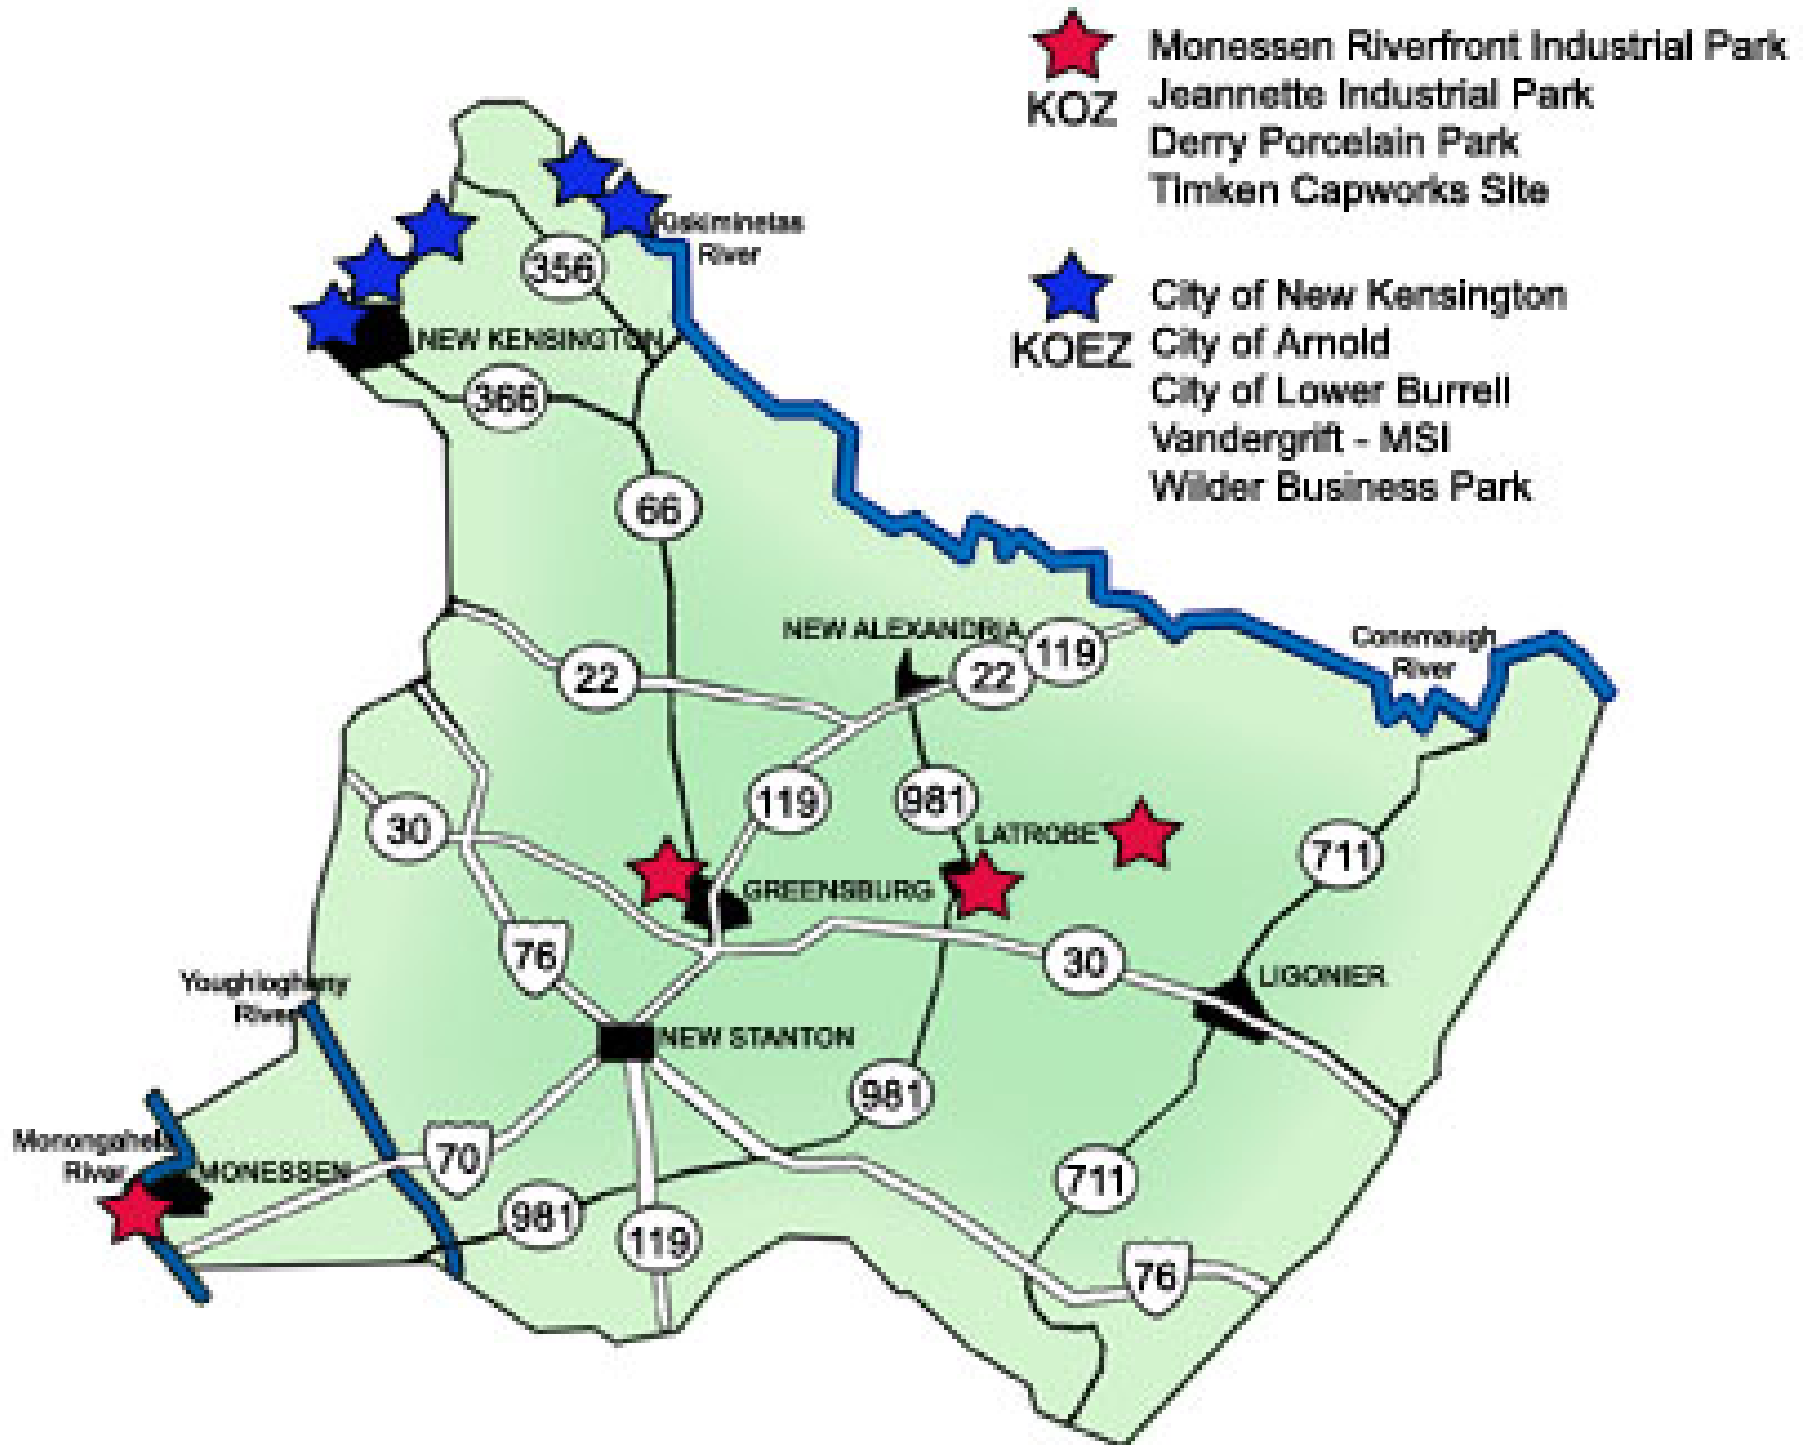 Monessen Riverfront Industrial Park
KOZ
Jeannette Industrial Park
Derry Porcelain Park
Timken Capworks Site
Kiskiminetas
River
356
KOEZ
City of New Kensington
City of Arnold
City of Lower Burrell
Vandergrift - MSI
Wilder Business Park
NEW KENSINGTON
366
66
NEW ALEXANDRIA
22
22
119
Conemaugh
River
119
981
30
LATROBE
711
GREENSBURG
76
30
LIGONIER
Youghiogheny
River
NEW STANTON
981
Monongahela
River
MONESSEN
70
711
981
119
76